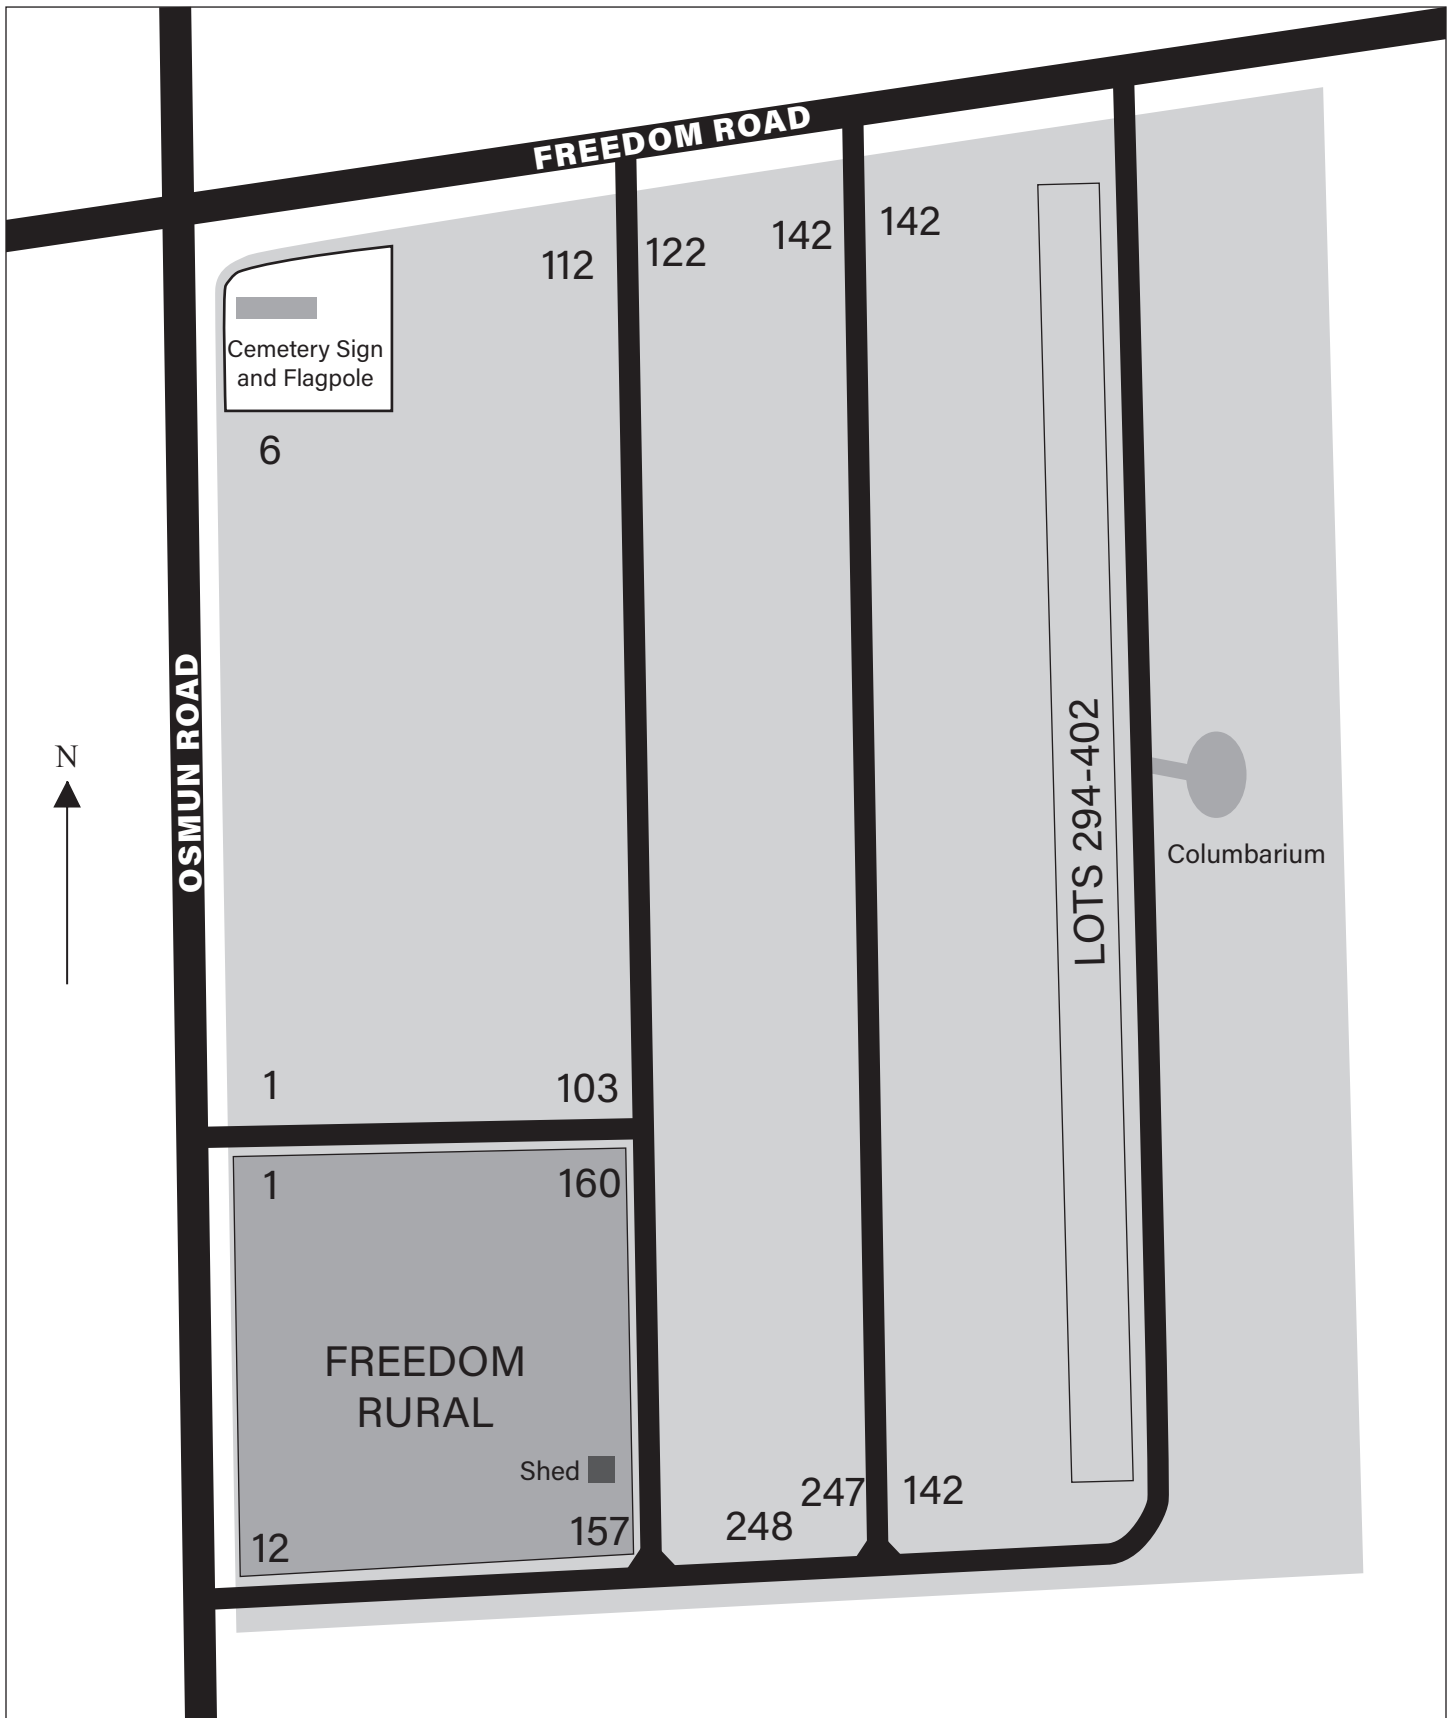 FREEDOM ROAD
112
122
142
142
Cemetery Sign
and Flagpole
6
OSMUN ROAD
N
LOTS 294-402
Columbarium
1
103
1
160
FREEDOM
RURAL
Shed
12
157
248
247
142